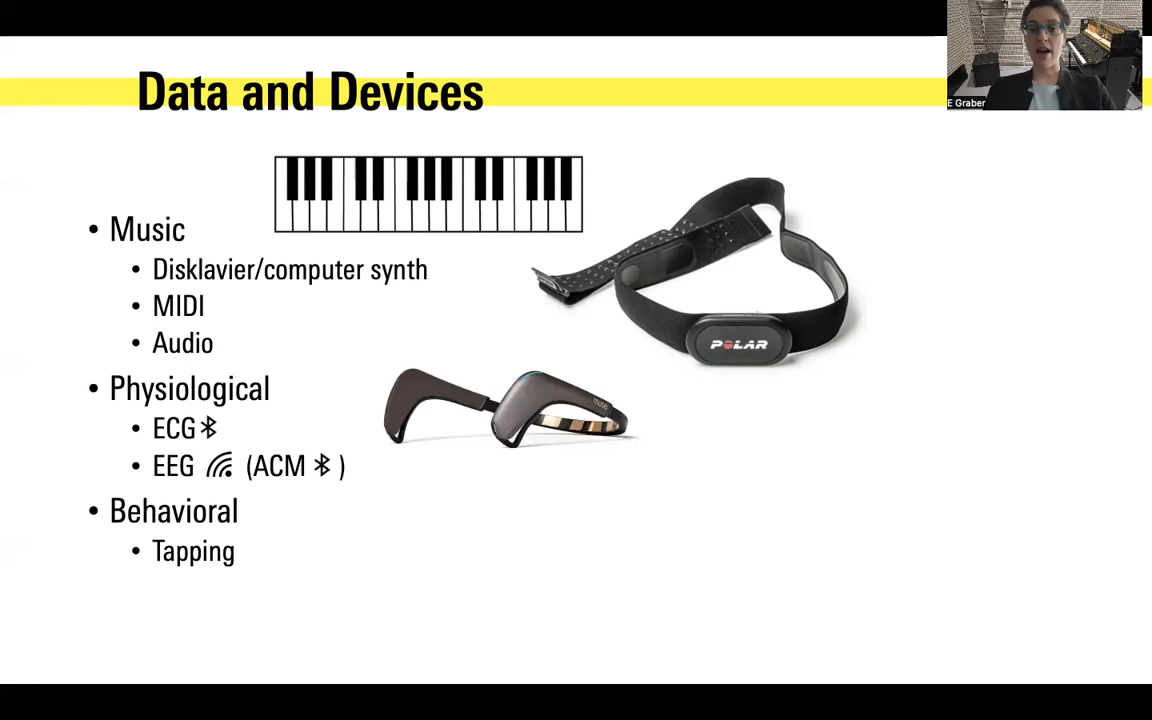 Data and Devices
E Graber
• Music
• Disklavier/computer synth
• MIDI
• Audio
POLAR
• Physiological
• ECG
• EEG (ACM )
• Behavioral
• Tapping